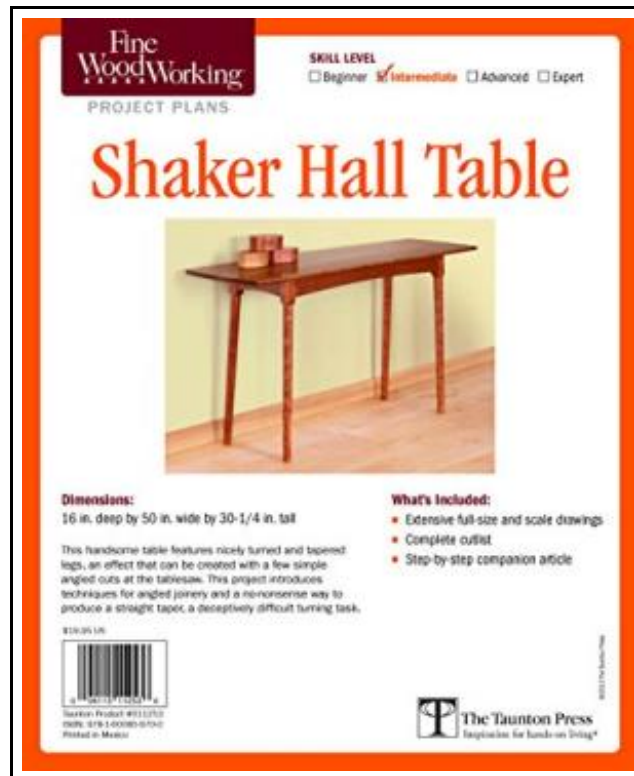 Fine
WoodWorking
PROJECT PLANS
SKILL LEVEL
Beginner Intermediate Advanced Expert
Shaker Hall Table
Dimensions:
16 in. deep by 50 in. wide by 30-1/4 in. tall
This handsome table features nicely turned and tapered
legs, an effect that can be created with a few simple
angled cuts at the tablesaw. This project introduces
techniques for angled joinery and a no-nonsense way to
produce a straight taper, a deceptively difficult turning task.
What's Included:
Extensive full-size and scale drawings
Complete cutlist
Step-by-step companion article
$19.95 US
Taunton Product
Printed in Mexico
The Taunton Press
Inspiration for hands-on living®